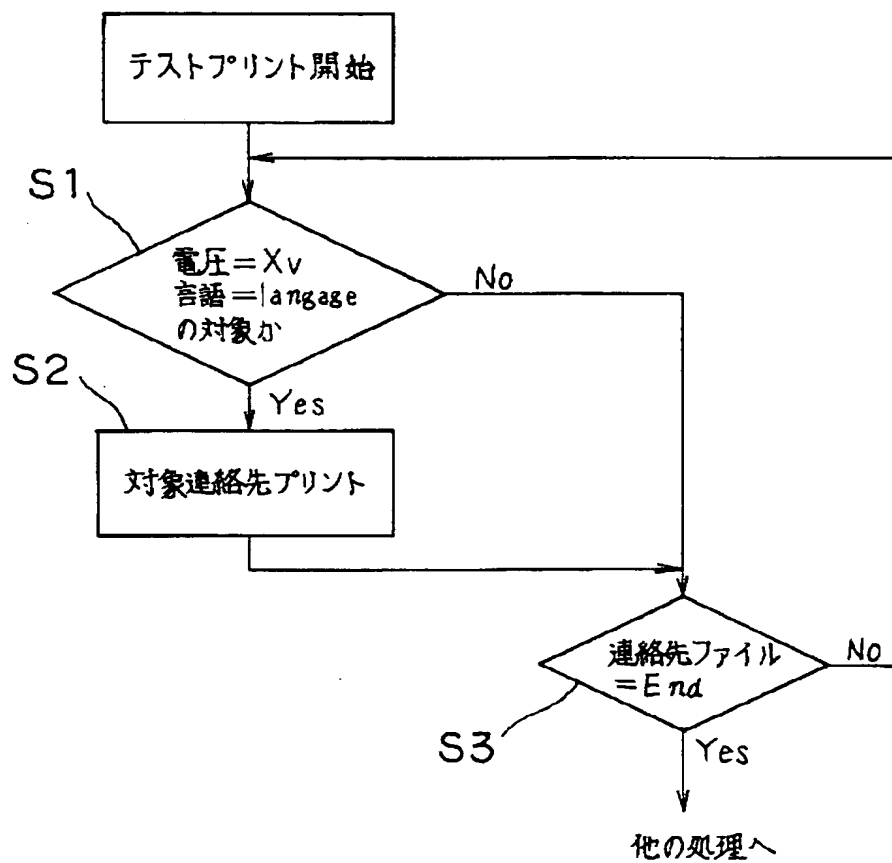 テストプリント開始
S1
電圧=Xv
言語=langage
の対象か
No
S2
Yes
対象連絡先プリント
連絡先ファイル
=End
No
S3
Yes
他の処理へ